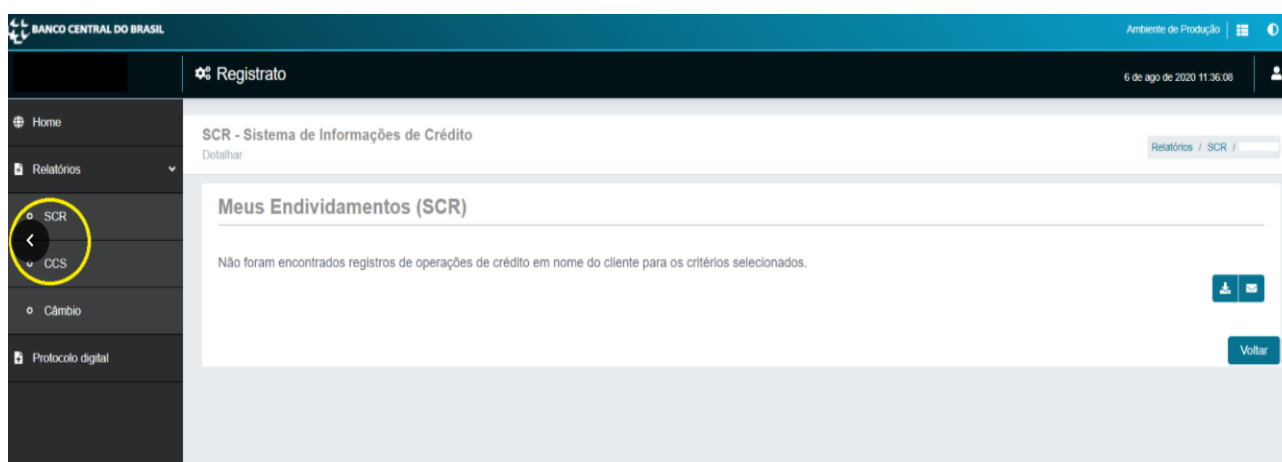 BANCO CENTRAL DO BRASIL
Ambiente de Produção
Registrato
6 de ago de 2020 11:36:08
Home
Relatórios
SCR
CCS
Câmbio
Protocolo digital
SCR - Sistema de Informações de Crédito
Detalhar
Relatórios / SCR /
Meus Endividamentos (SCR)
Não foram encontrados registros de operações de crédito em nome do cliente para os critérios selecionados.
Voltar